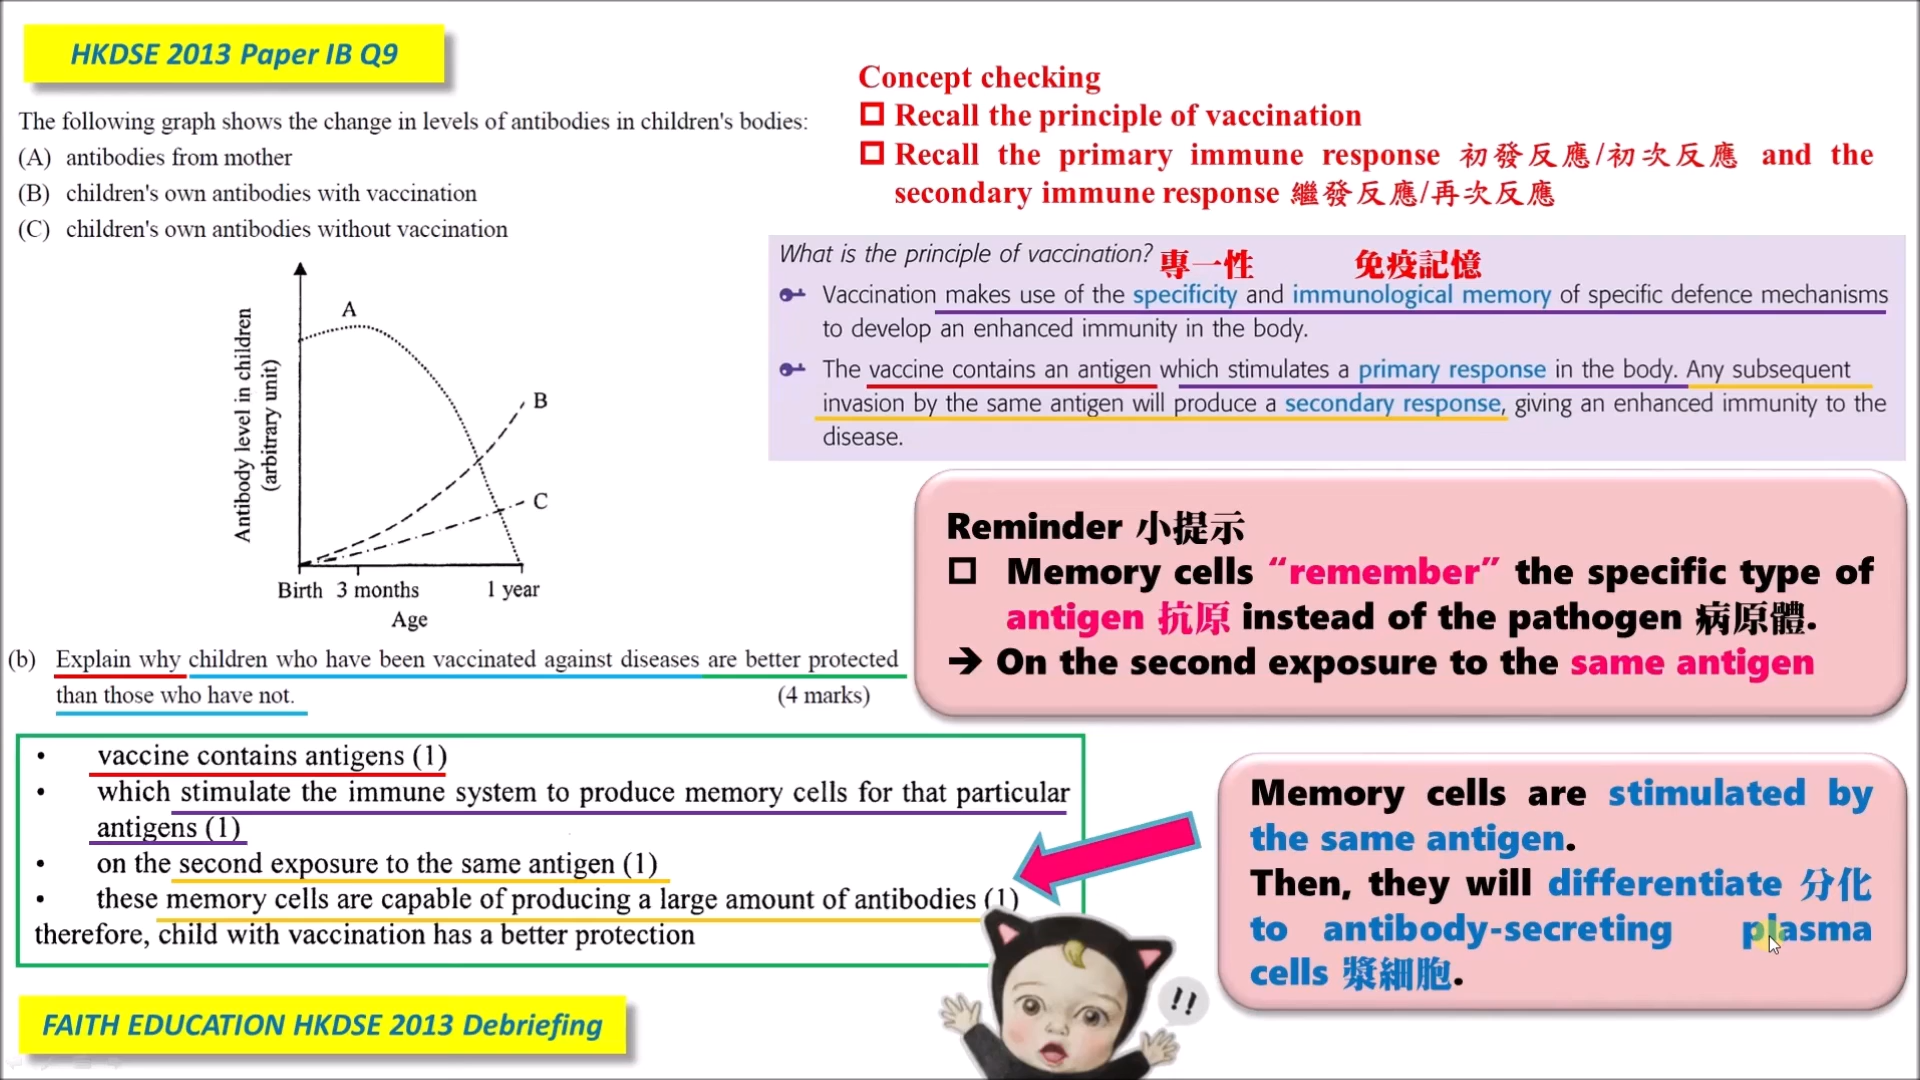 HKDSE 2013 Paper IB Q9
The following graph shows the change in levels of antibodies in children's bodies:
(A) antibodies from mother
(B) children's own antibodies with vaccination
(C) children's own antibodies without vaccination
Antibody level in children
(arbitrary unit)
A
B
C
Birth 3 months 1 year
Age
(b) Explain why children who have been vaccinated against diseases are better protected
than those who have not. (4 marks)
• vaccine contains antigens (1)
• which stimulate the immune system to produce memory cells for that particular
antigens (1)
• on the second exposure to the same antigen (1)
• these memory cells are capable of producing a large amount of antibodies (1)
therefore, child with vaccination has a better protection
FAITH EDUCATION HKDSE 2013 Debriefing
Concept checking
Recall the principle of vaccination
Recall the primary immune response 初發反應/初次反應 and the
secondary immune response 繼發反應/再次反應
What is the principle of vaccination? 專一性 免疫記憶
Vaccination makes use of the specificity and immunological memory of specific defence mechanisms
to develop an enhanced immunity in the body.
The vaccine contains an antigen which stimulates a primary response in the body. Any subsequent
invasion by the same antigen will produce a secondary response, giving an enhanced immunity to the
disease.
Reminder 小提示
Memory cells “remember” the specific type of
antigen 抗原 instead of the pathogen 病原體.
→ On the second exposure to the same antigen
Memory cells are stimulated by
the same antigen.
Then, they will differentiate 分化
to antibody-secreting plasma
cells 漿細胞.
!!